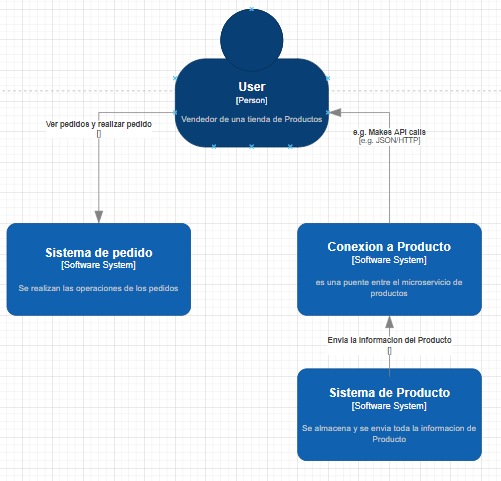 User
[Person]
Vendedor de una tienda de Productos
Ver pedidos y realizar pedido
[]
e.g. Makes API calls
[e.g. JSON/HTTP]
Sistema de pedido
[Software System]
Se realizan las operaciones de los pedidos
Conexion a Producto
[Software System]
es una puente entre el microservicio de
productos
Envia la informacion del Producto
[]
Sistema de Producto
[Software System]
Se almacena y se envia toda la informacion de
Producto